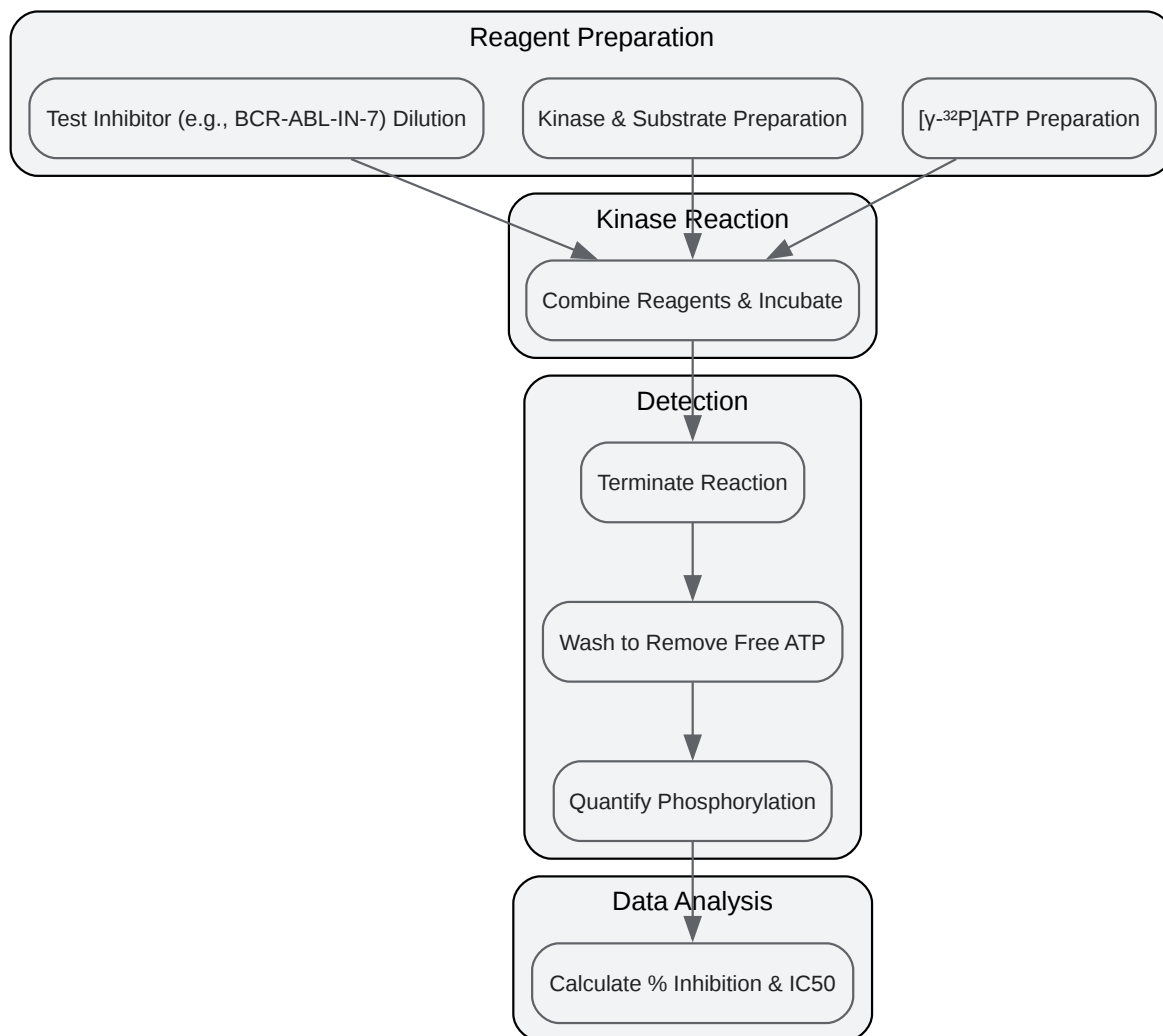 Reagent Preparation
Test Inhibitor (e.g., BCR-ABL-IN-7) Dilution
Kinase & Substrate Preparation
[γ-³²P]ATP Preparation
Kinase Reaction
Combine Reagents & Incubate
Detection
Terminate Reaction
Wash to Remove Free ATP
Quantify Phosphorylation
Data Analysis
Calculate % Inhibition & IC50